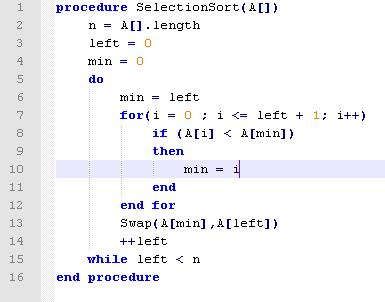 1 procedure SelectionSort(A[])
2 n = A[].length
3 left = 0
4 min = 0
5 do
6 min = left
7 for(i = 0 ; i <= left + 1; i++)
8 if (A[i] < A[min])
9 then
10 min = i
11 end
12 end for
13 Swap(A[min],A[left])
14 ++left
15 while left < n
16 end procedure